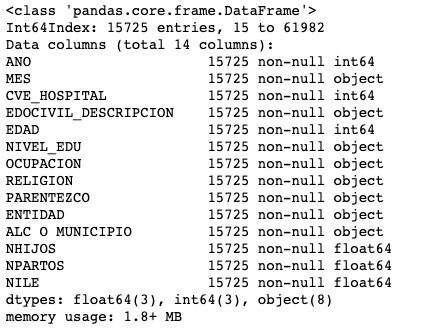 <class 'pandas.core.frame.DataFrame'>
Int64Index: 15725 entries, 15 to 61982
Data columns (total 14 columns):
ANO                     15725 non-null int64
MES                     15725 non-null object
CVE_HOSPITAL            15725 non-null int64
EDOCIVIL_DESCRIPCION    15725 non-null object
EDAD                    15725 non-null int64
NIVEL_EDU               15725 non-null object
OCUPACION               15725 non-null object
RELIGION                15725 non-null object
PARENTEZCO              15725 non-null object
ENTIDAD                 15725 non-null object
ALC O MUNICIPIO         15725 non-null object
NHIJOS                  15725 non-null float64
NPARTOS                 15725 non-null float64
NILE                    15725 non-null float64
dtypes: float64(3), int64(3), object(8)
memory usage: 1.8+ MB